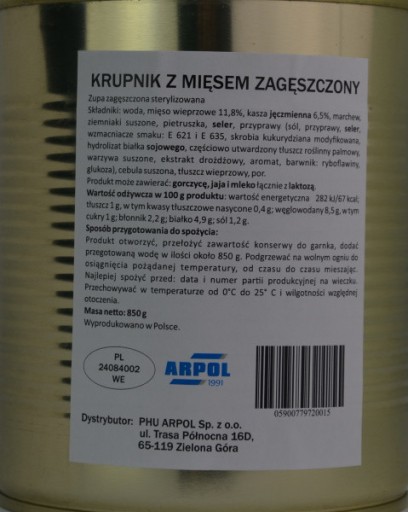 KRUPNIK Z MIĘSEM ZAGĘSZCZONY
Zupa zagęszczona sterylizowana
Składniki: woda, mięso wieprzowe 11,8%, kasza jęczmienna 6,5%, marchew,
ziemniaki suszone, pietruszka, seler, przyprawy (sól, przyprawy, seler,
wzmacniacze smaku: E 621 i E 635, skrobia kukurydziana modyfikowana,
hydrolizat białka sojowego, częściowo utwardzony tłuszcz roślinny palmowy,
warzywa suszone, ekstrakt drożdżowy, aromat, barwnik: ryboflawiny,
glukoza), cebula suszona, tłuszcz wieprzowy, por.
Produkt może zawierać: gorczycę, jaja i mleko łącznie z laktozą.
Wartość odżywcza w 100 g produktu: wartość energetyczna 282 kJ/67 kcal;
tłuszcz 1 g, w tym kwasy tłuszczowe nasycone 0,4 g; węglowodany 8,5 g, w tym
cukry 1 g; błonnik 2,2 g; białko 4,9 g; sól 1,2 g.
Sposób przygotowania do spożycia:
Produkt otworzyć, przełożyć zawartość konserwy do garnka, dodać
przegotowaną wodę w ilości około 850 g. Podgrzewać na wolnym ogniu do
osiągnięcia pożądanej temperatury, od czasu do czasu mieszając.
Najlepiej spożyć przed: data i numer partii produkcyjnej na wieczku.
Przechowywać w temperaturze od 0°C do 25° C i wilgotności względnej
otoczenia.
Masa netto: 850 g
Wyprodukowano w Polsce.
PL
24084002
WE
ARPOL
1991
05900779720015
Dystrybutor: PHU ARPOL Sp. z o.o.
ul. Trasa Północna 16D,
65-119 Zielona Góra